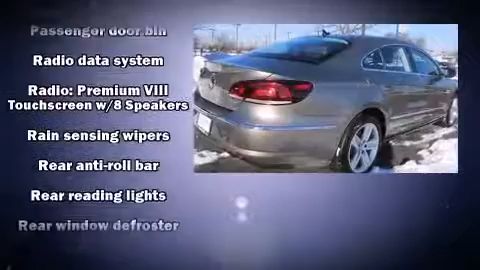 Passenger door bin
Radio data system
Radio: Premium VIII
Touchscreen w/8 Speakers
Rain sensing wipers
Rear anti-roll bar
Rear reading lights
Rear window defroster